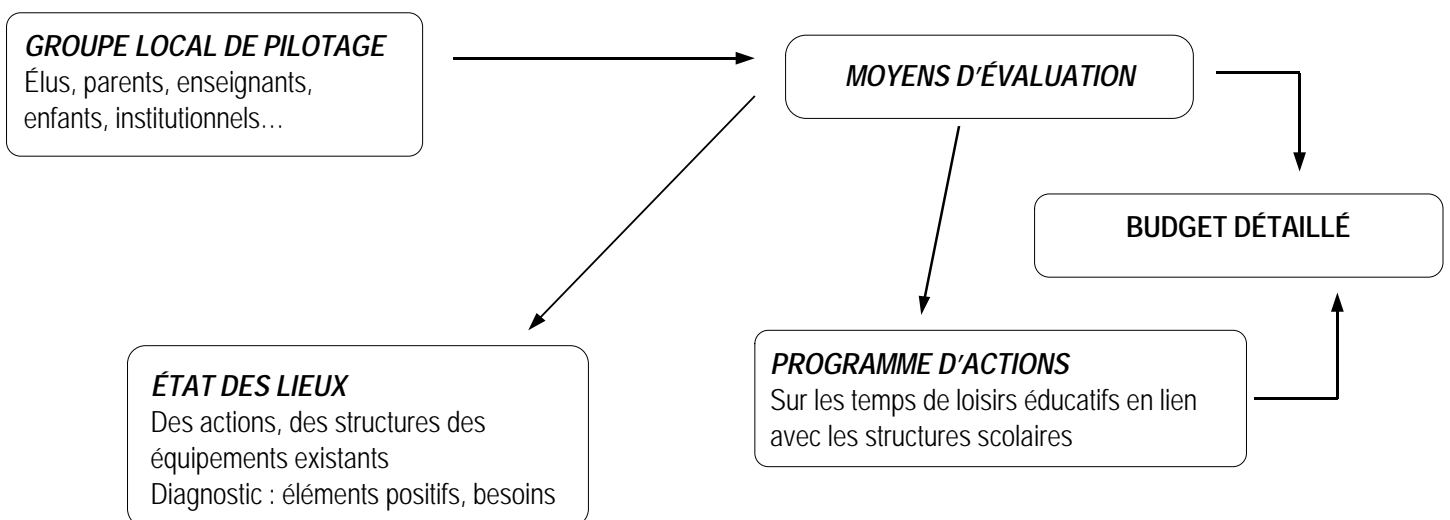 GROUPE LOCAL DE PILOTAGE
Élus, parents, enseignants,
enfants, institutionnels…
MOYENS D’ÉVALUATION
BUDGET DÉTAILLÉ
ÉTAT DES LIEUX
Des actions, des structures des
équipements existants
Diagnostic : éléments positifs, besoins
PROGRAMME D’ACTIONS
Sur les temps de loisirs éducatifs en lien
avec les structures scolaires